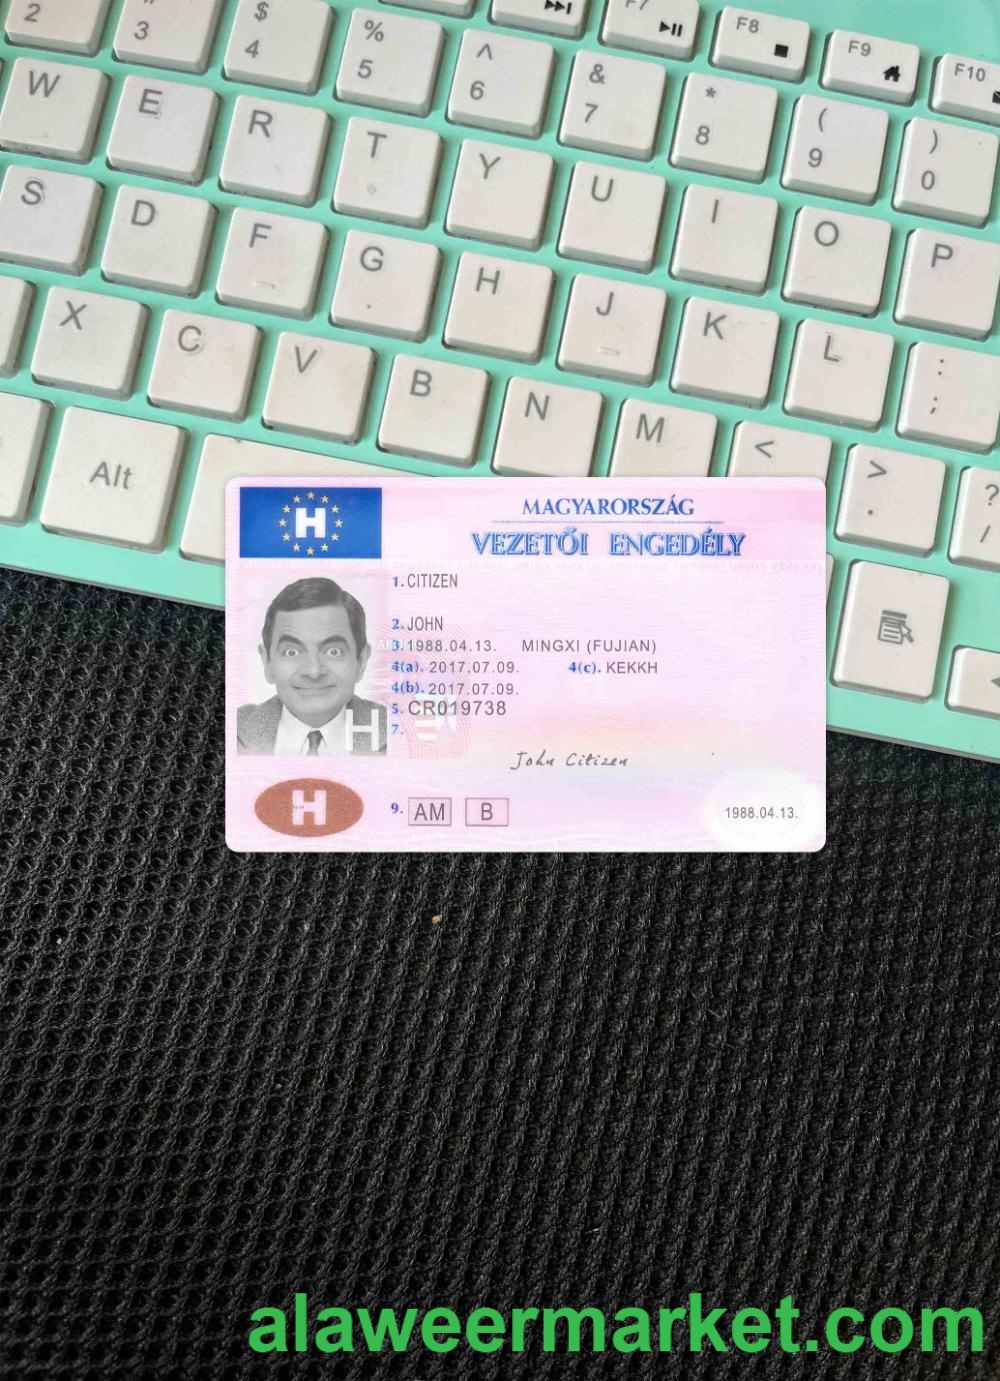 2 3 $ 4 % 5 ^ 6 & 7 * 8 ( 9 ) 0
F7 F8 F9 F10
W E R T Y U I O P
S D F G H J K L : ;
X C V B N M < > . ? /
Alt
H
MAGYARORSZÁG
VEZETŐI ENGEDÉLY
1. CITIZEN
2. JOHN
3. 1988.04.13. MINGXI (FUJIAN)
4(a). 2017.07.09. 4(c). KEKKH
4(b). 2017.07.09.
5. CR019738
7.
H
John Citizen
H
9. AM B
1988.04.13.
alaweermarket.com